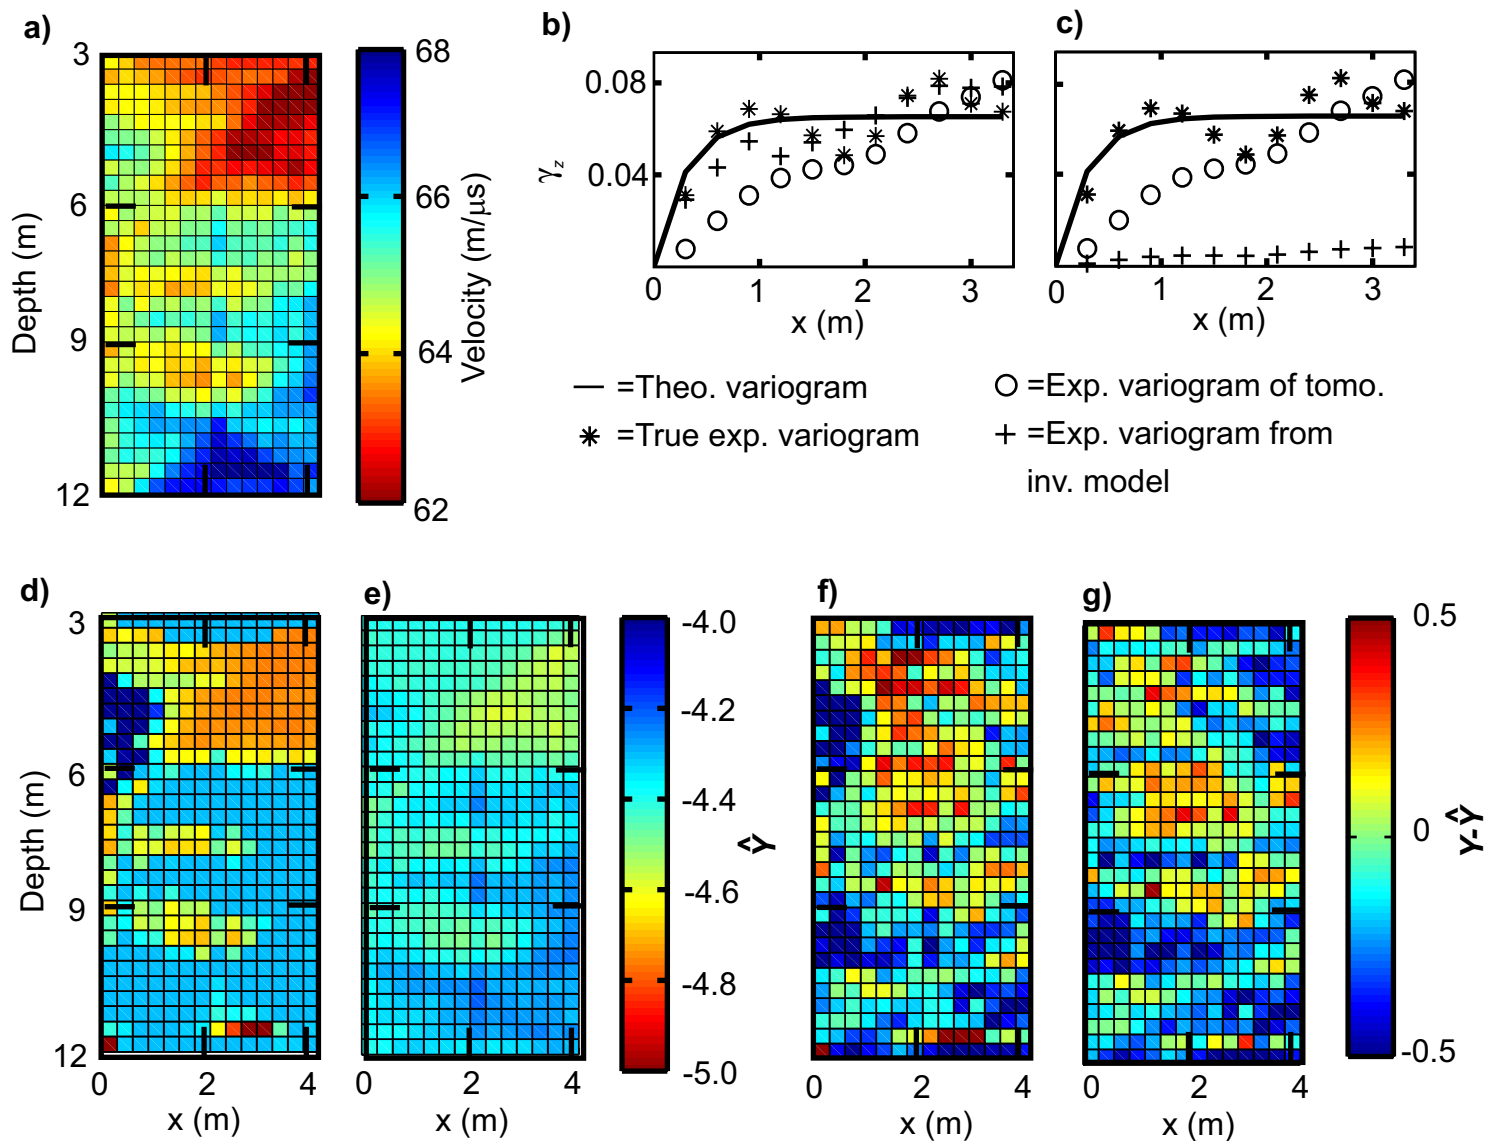 a)
3
6
9
12
Depth (m)
68
66
64
62
Velocity (m/µs)
b)
0.08
0.04
γz
0
1
2
3
x (m)
c)
0
1
2
3
x (m)
=Theo. variogram
=True exp. variogram
=Exp. variogram of tomo.
=Exp. variogram from
inv. model
d)
3
6
9
12
Depth (m)
0
2
4
x (m)
e)
0
2
4
x (m)
-4.0
-4.2
-4.4
-4.6
-4.8
-5.0
Ŷ
f)
0
2
4
x (m)
g)
0
2
4
x (m)
0.5
0
-0.5
Y-Ŷ